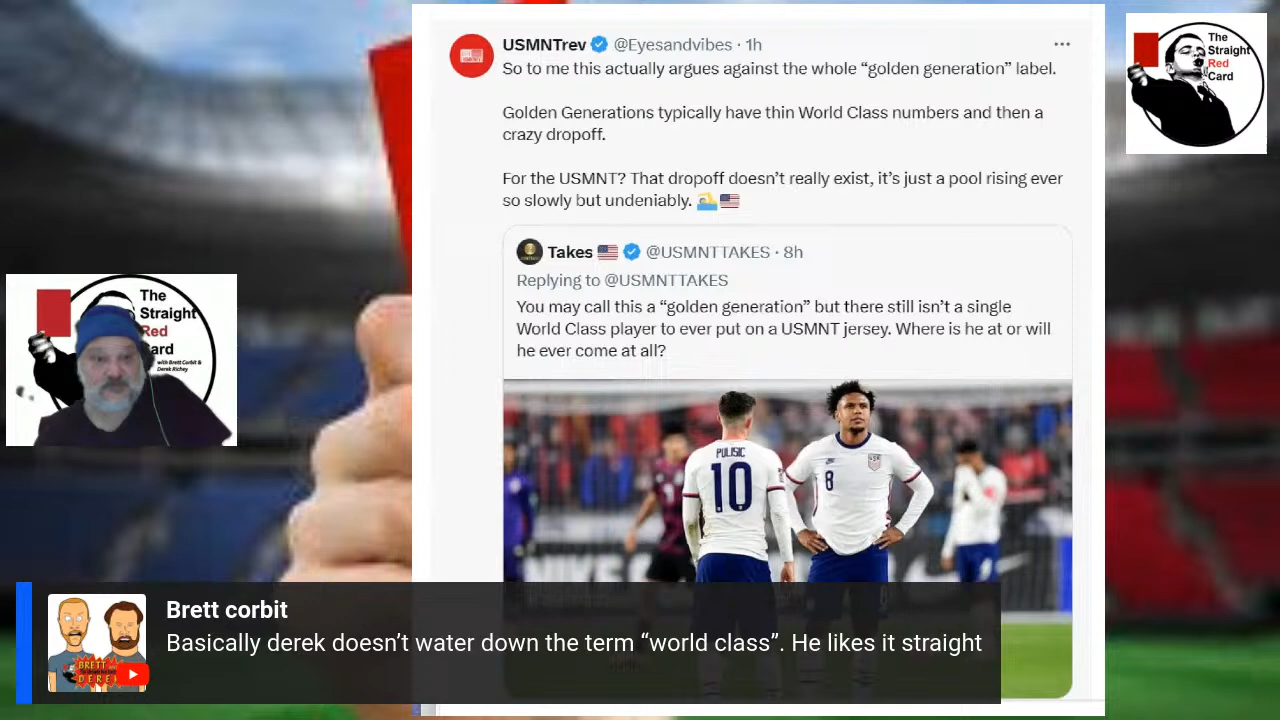 USMNTrev @Eyesandvibes · 1h
So to me this actually argues against the whole “golden generation” label.
Golden Generations typically have thin World Class numbers and then a
crazy dropoff.
For the USMNT? That dropoff doesn’t really exist, it’s just a pool rising ever
so slowly but undeniably. 🏊🇺🇸
Takes 🇺🇸 @USMNTTAKES · 8h
Replying to @USMNTTAKES
You may call this a “golden generation” but there still isn’t a single
World Class player to ever put on a USMNT jersey. Where is he at or will
he ever come at all?
PULISIC
10
8
The
Straight
Red
Card
The
Straight
Red
ard
with Brett Corbit &
Derek Richey
Brett corbit
Basically derek doesn’t water down the term “world class”. He likes it straight
BRETT
DEREK